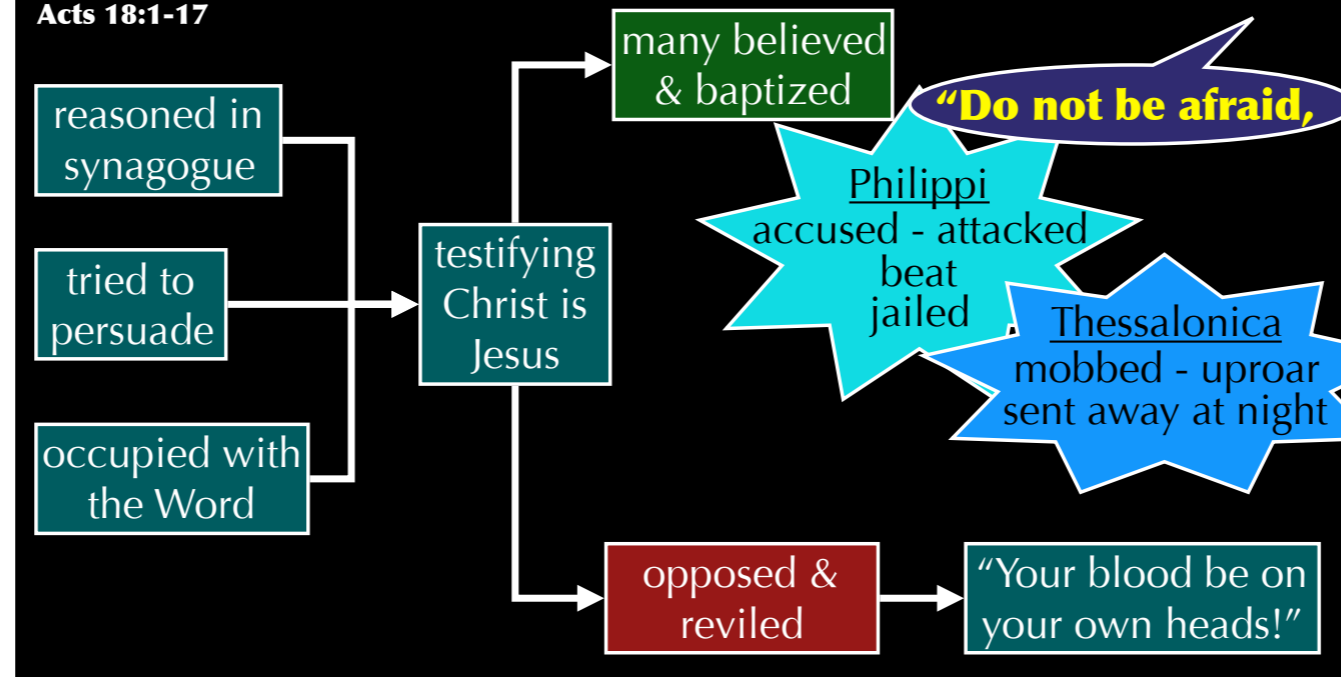 Acts 18:1-17
reasoned in
synagogue
tried to
persuade
occupied with
the Word
testifying
Christ is
Jesus
many believed
& baptized
“Do not be afraid,
Philippi
accused - attacked
beat
jailed
Thessalonica
mobbed - uproar
sent away at night
opposed &
reviled
“Your blood be on
your own heads!”